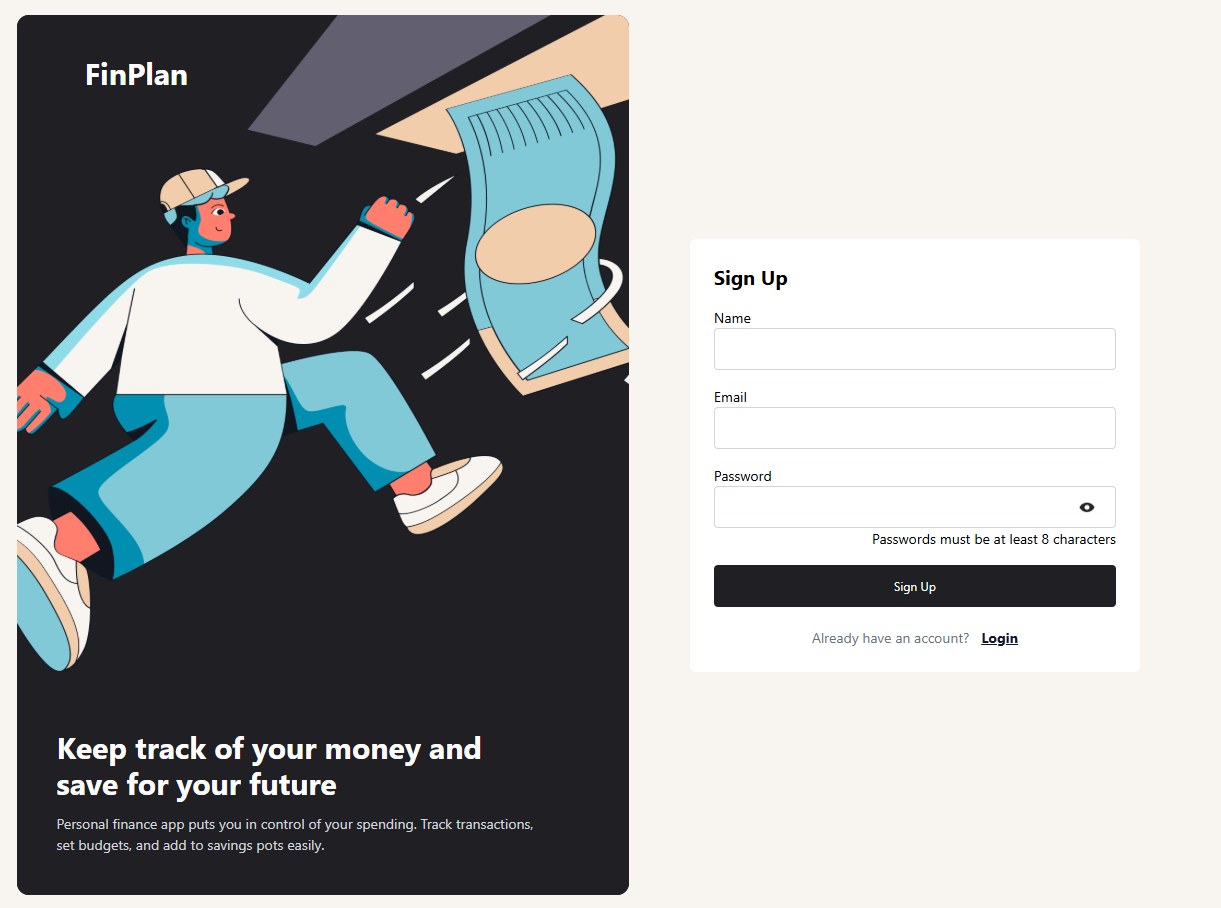 FinPlan
Keep track of your money and
save for your future
Personal finance app puts you in control of your spending. Track transactions,
set budgets, and add to savings pots easily.
Sign Up
Name
Email
Password
Passwords must be at least 8 characters
Sign Up
Already have an account? Login